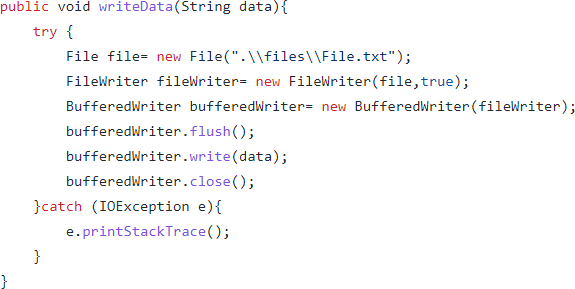 public void writeData(String data){
    try {
        File file= new File(".\\files\\File.txt");
        FileWriter fileWriter= new FileWriter(file,true);
        BufferedWriter bufferedWriter= new BufferedWriter(fileWriter);
        bufferedWriter.flush();
        bufferedWriter.write(data);
        bufferedWriter.close();
    }catch (IOException e){
        e.printStackTrace();
    }
}